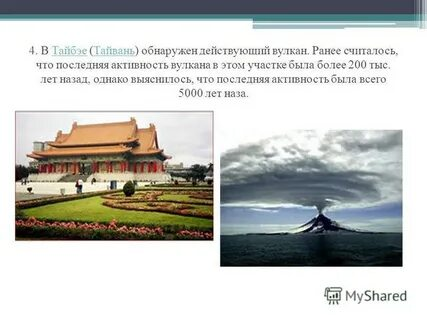 4. В Тайбэе (Тайвань) обнаружен действующий вулкан. Ранее считалось,
что последняя активность вулкана в этом участке была более 200 тыс.
лет назад, однако выяснилось, что последняя активность была всего
5000 лет наза.
MyShared